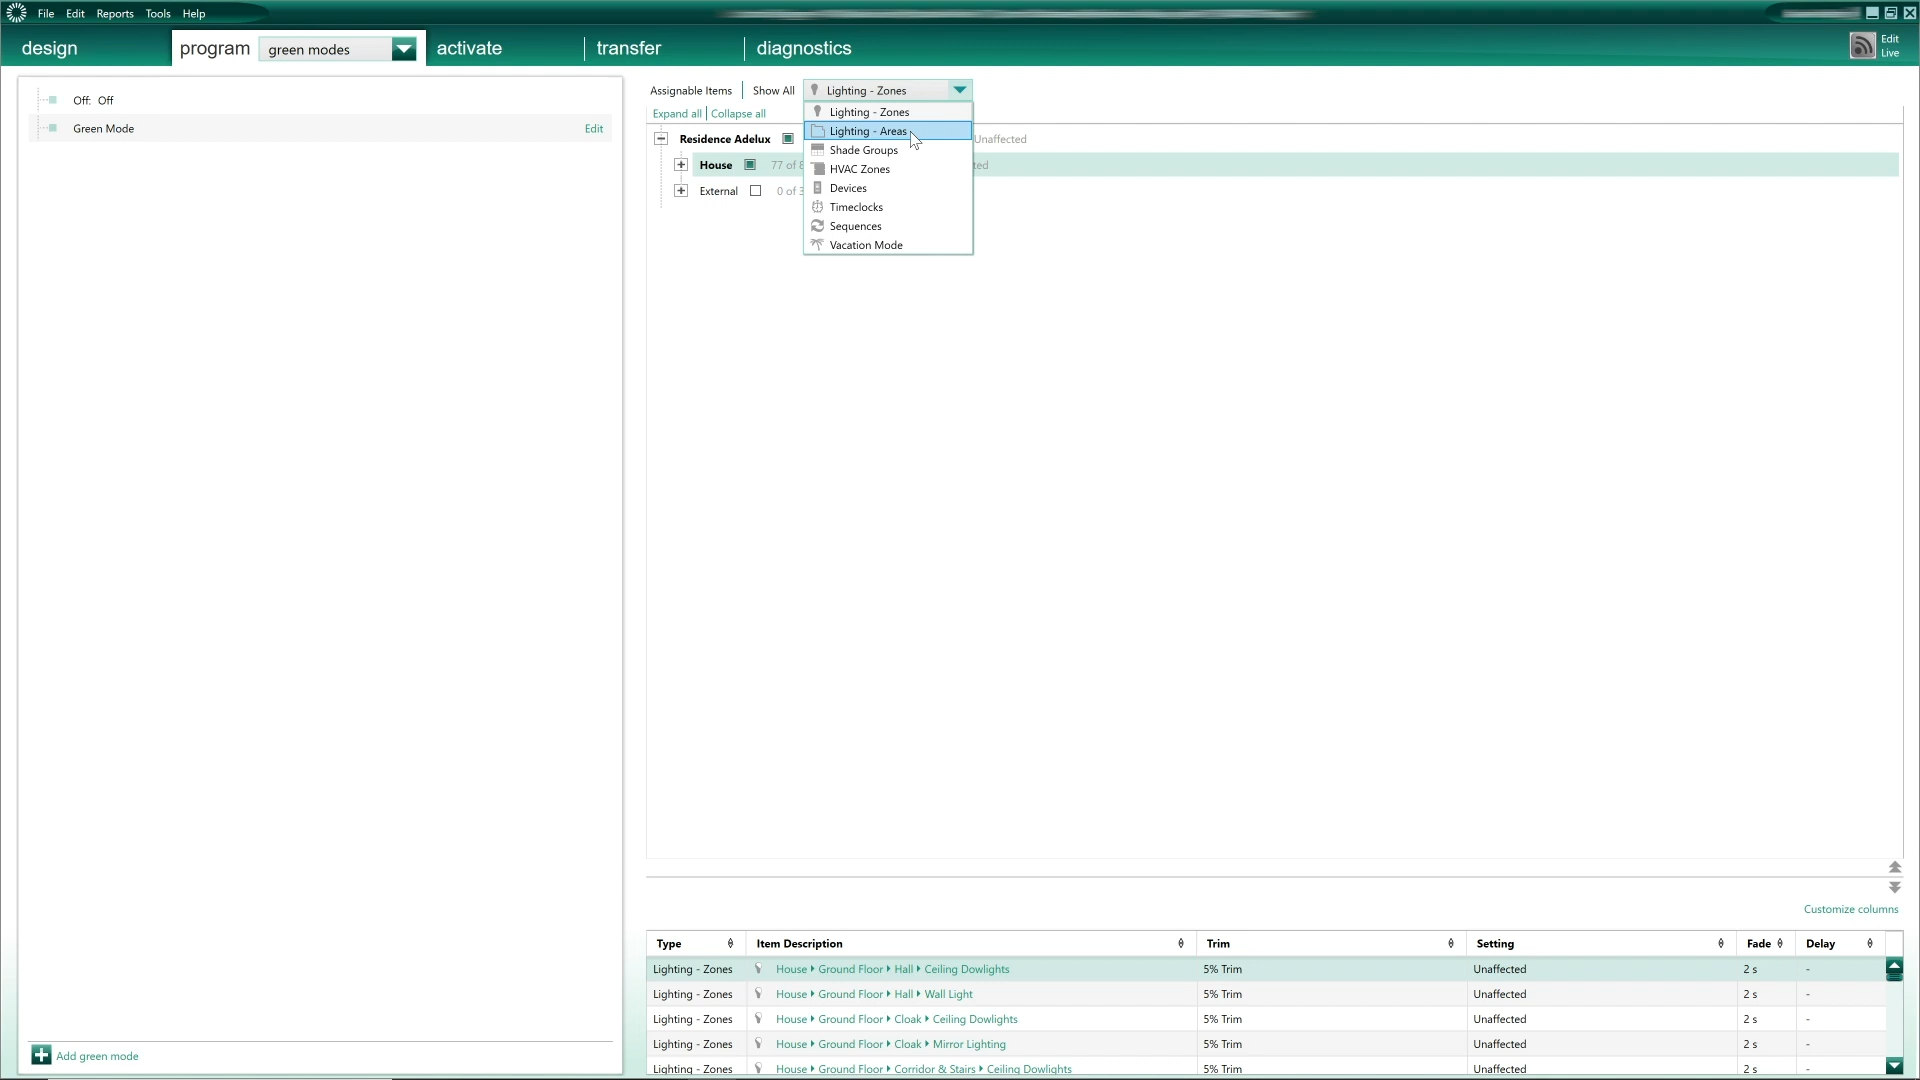 File Edit Reports Tools Help
design program green modes activate transfer diagnostics Edit Live
Off: Off
Green Mode Edit
Add green mode
Assignable Items Show All Lighting - Zones
Expand all Collapse all
Residence Adelux Unaffected
House 77 of
External 0 of 3
Lighting - Zones
Lighting - Areas
Shade Groups
HVAC Zones
Devices
Timeclocks
Sequences
Vacation Mode
Customize columns
Type Item Description Trim Setting Fade Delay
Lighting - Zones House Ground Floor Hall Ceiling Dowlights 5% Trim Unaffected 2 s -
Lighting - Zones House Ground Floor Hall Wall Light 5% Trim Unaffected 2 s -
Lighting - Zones House Ground Floor Cloak Ceiling Dowlights 5% Trim Unaffected 2 s -
Lighting - Zones House Ground Floor Cloak Mirror Lighting 5% Trim Unaffected 2 s -
Lighting - Zones House Ground Floor Corridor & Stairs Ceiling Dowlights 5% Trim Unaffected 2 s -